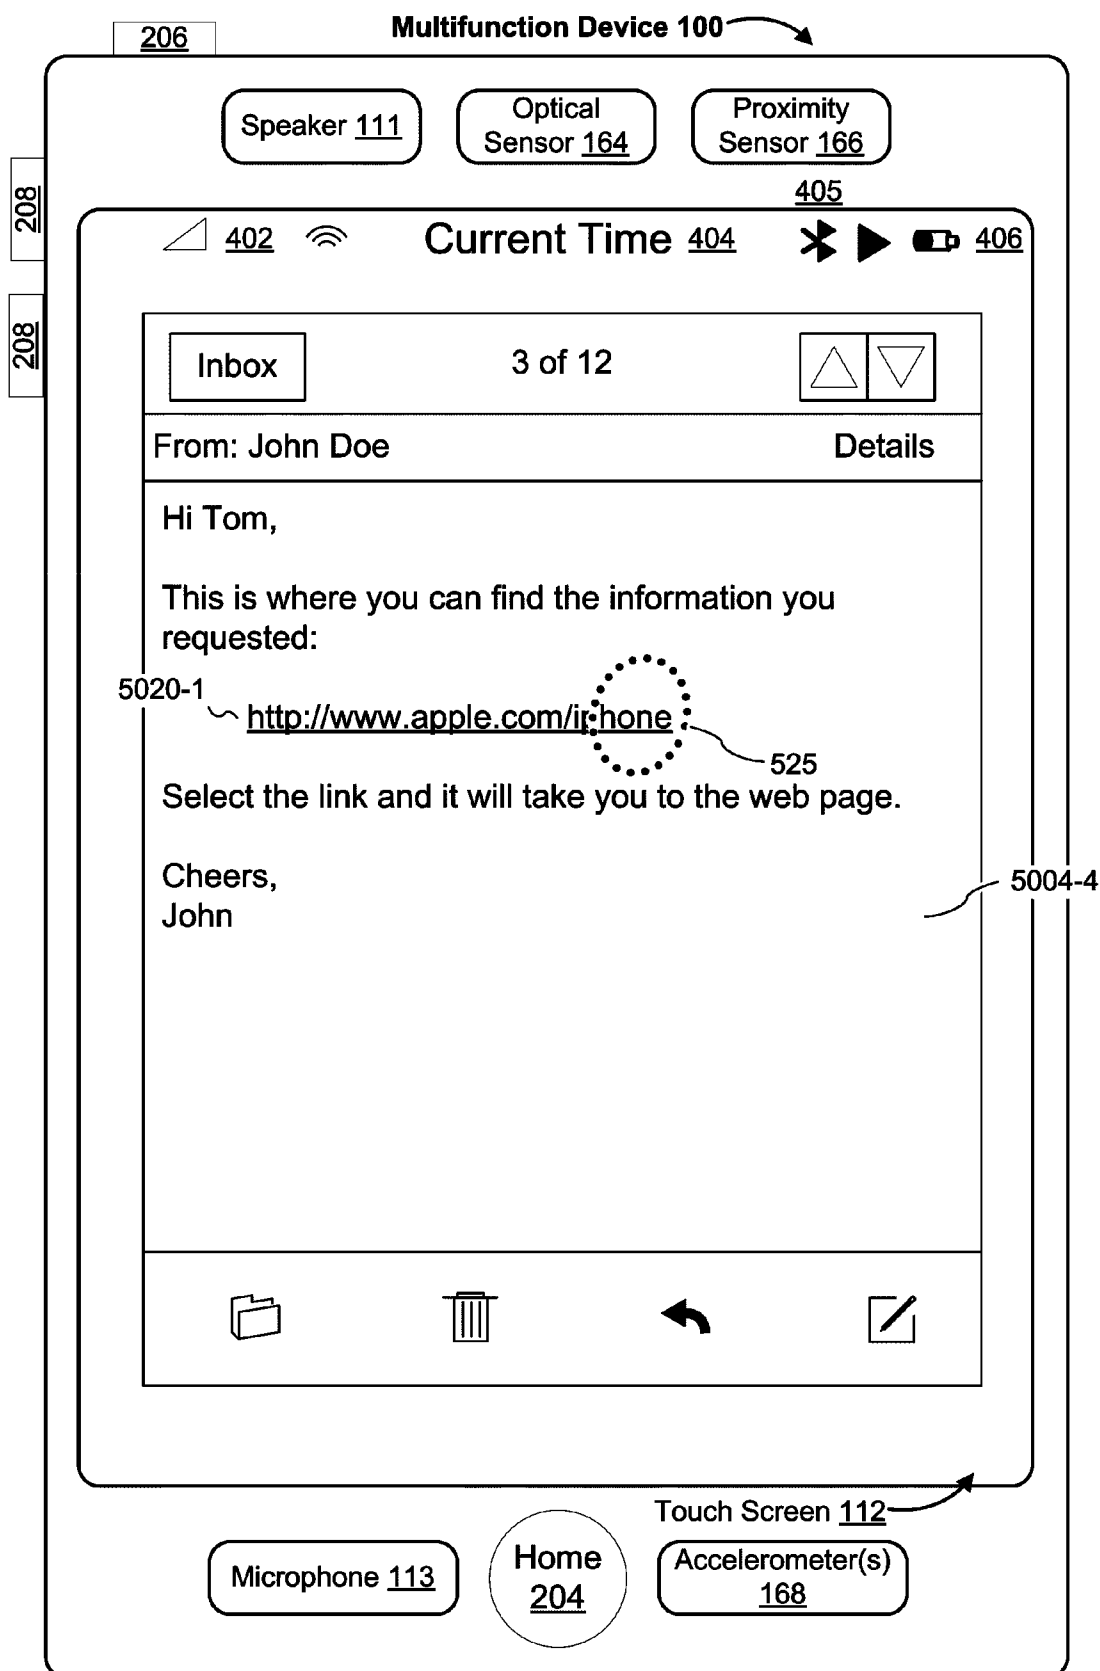 Multifunction Device 100
206
Speaker 111
Optical
Sensor 164
Proximity
Sensor 166
208
405
402
Current Time 404
406
208
Inbox
3 of 12
From: John Doe
Details
Hi Tom,
This is where you can find the information you
requested:
5020-1
http://www.apple.com/iphone
525
Select the link and it will take you to the web page.
Cheers,
5004-4
John
Touch Screen 112
Microphone 113
Home
204
Accelerometer(s)
168